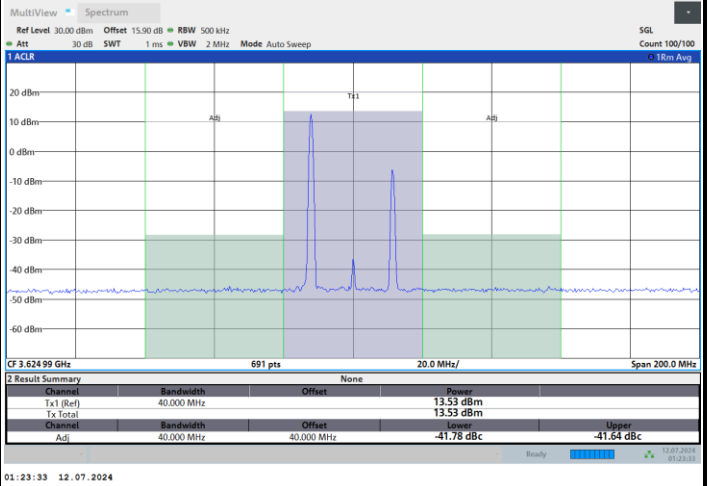 MultiView Spectrum
Ref Level 30.00 dBm Offset 15.90 dB RBW 500 kHz SGL
Att 30 dB SWT 1 ms VBW 2 MHz Mode Auto Sweep Count 100/100
1 ACLR 1Rm Avg
20 dBm
Tx1
10 dBm Adj Adj
0 dBm
-10 dBm
-20 dBm
-30 dBm
-40 dBm
-50 dBm
-60 dBm
CF 3.624 99 GHz 691 pts 20.0 MHz/ Span 200.0 MHz
2 Result Summary None
Channel Bandwidth Offset Power
Tx1 (Ref) 40.000 MHz 13.53 dBm
Tx Total 13.53 dBm
Channel Bandwidth Offset Lower Upper
Adj 40.000 MHz 40.000 MHz -41.78 dBc -41.64 dBc
Ready 12.07.2024
01:23:33
01:23:33 12.07.2024